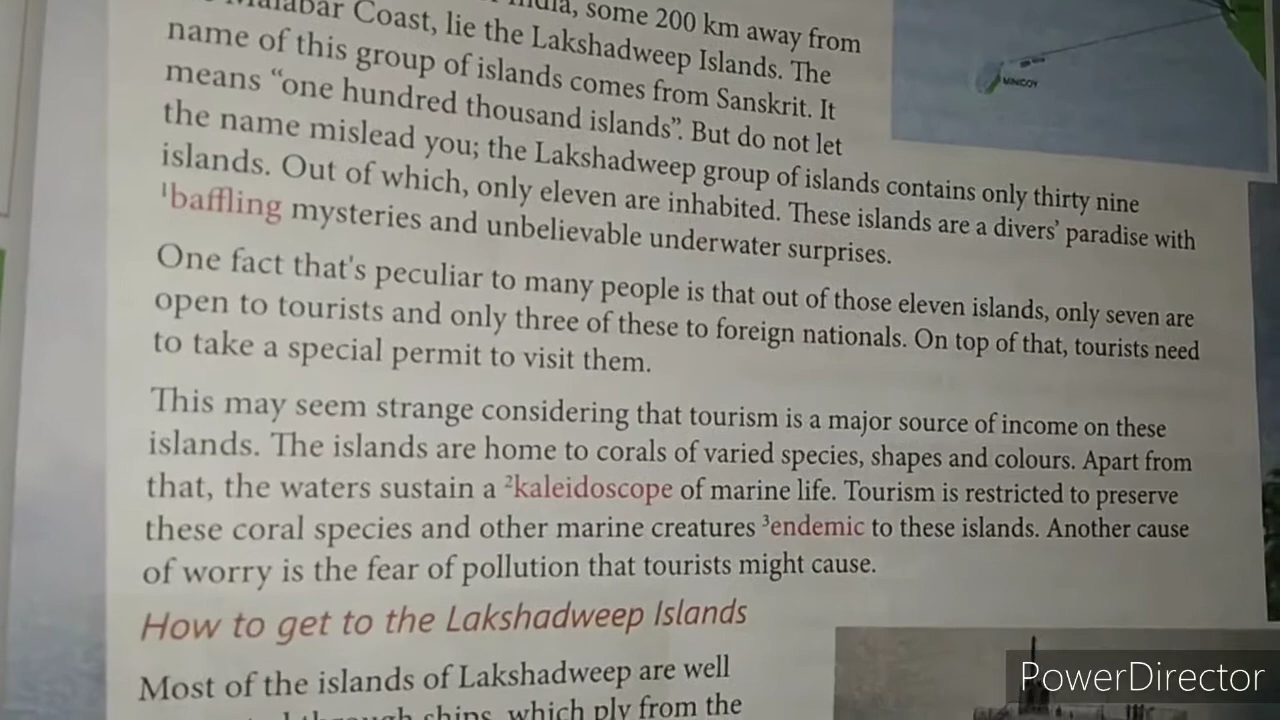 India, some 200 km away from
Malabar Coast, lie the Lakshadweep Islands. The
name of this group of islands comes from Sanskrit. It
means “one hundred thousand islands”. But do not let
the name mislead you; the Lakshadweep group of islands contains only thirty nine
islands. Out of which, only eleven are inhabited. These islands are a divers’ paradise with
¹baffling mysteries and unbelievable underwater surprises.
One fact that's peculiar to many people is that out of those eleven islands, only seven are
open to tourists and only three of these to foreign nationals. On top of that, tourists need
to take a special permit to visit them.
This may seem strange considering that tourism is a major source of income on these
islands. The islands are home to corals of varied species, shapes and colours. Apart from
that, the waters sustain a ²kaleidoscope of marine life. Tourism is restricted to preserve
these coral species and other marine creatures ³endemic to these islands. Another cause
of worry is the fear of pollution that tourists might cause.
How to get to the Lakshadweep Islands
Most of the islands of Lakshadweep are well
through ships, which ply from the
MINICOY
PowerDirector